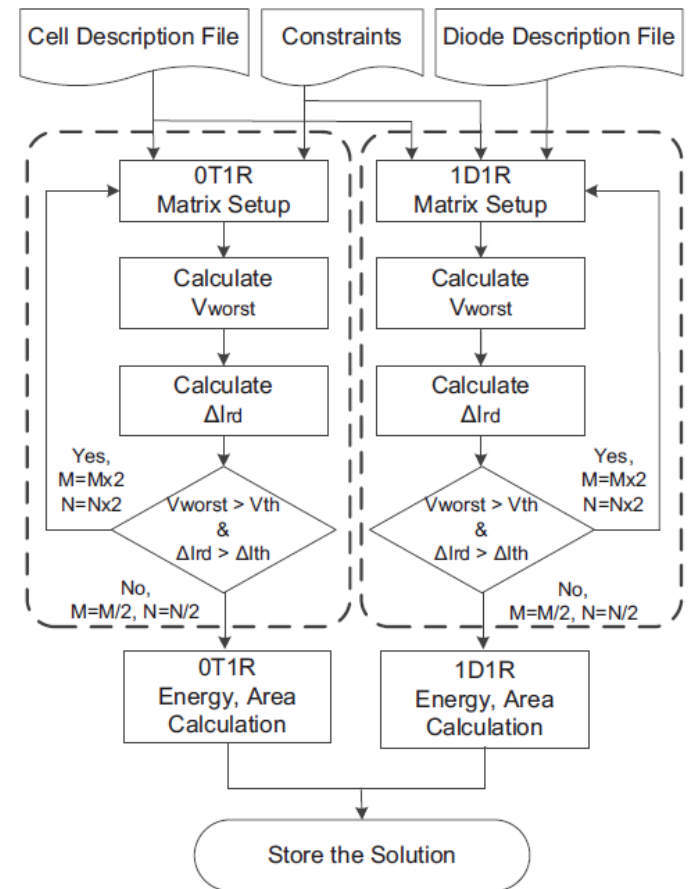 Cell Description File
Constraints
Diode Description File
0T1R
Matrix Setup
Calculate
Vworst
Calculate
ΔIrd
Yes,
M=Mx2
N=Nx2
Vworst > Vth
&
ΔIrd > ΔIth
No,
M=M/2, N=N/2
0T1R
Energy, Area
Calculation
1D1R
Matrix Setup
Calculate
Vworst
Calculate
ΔIrd
Yes,
M=Mx2
N=Nx2
Vworst > Vth
&
ΔIrd > ΔIth
No,
M=M/2, N=N/2
1D1R
Energy, Area
Calculation
Store the Solution